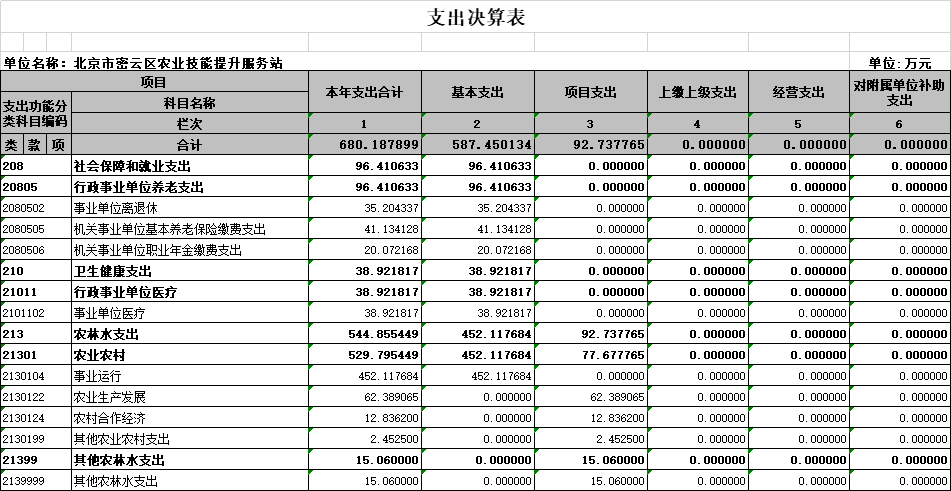 支出决算表
单位名称：北京市密云区农业技能提升服务站 单位:万元
项目 本年支出合计 基本支出 项目支出 上缴上级支出 经营支出 对附属单位补助支出
支出功能分类科目编码 科目名称
栏次 1 2 3 4 5 6
类 款 项 合计 680.187899 587.450134 92.737765 0.000000 0.000000 0.000000
208 社会保障和就业支出 96.410633 96.410633 0.000000 0.000000 0.000000 0.000000
20805 行政事业单位养老支出 96.410633 96.410633 0.000000 0.000000 0.000000 0.000000
2080502 事业单位离退休 35.204337 35.204337 0.000000 0.000000 0.000000 0.000000
2080505 机关事业单位基本养老保险缴费支出 41.134128 41.134128 0.000000 0.000000 0.000000 0.000000
2080506 机关事业单位职业年金缴费支出 20.072168 20.072168 0.000000 0.000000 0.000000 0.000000
210 卫生健康支出 38.921817 38.921817 0.000000 0.000000 0.000000 0.000000
21011 行政事业单位医疗 38.921817 38.921817 0.000000 0.000000 0.000000 0.000000
2101102 事业单位医疗 38.921817 38.921817 0.000000 0.000000 0.000000 0.000000
213 农林水支出 544.855449 452.117684 92.737765 0.000000 0.000000 0.000000
21301 农业农村 529.795449 452.117684 77.677765 0.000000 0.000000 0.000000
2130104 事业运行 452.117684 452.117684 0.000000 0.000000 0.000000 0.000000
2130122 农业生产发展 62.389065 0.000000 62.389065 0.000000 0.000000 0.000000
2130124 农村合作经济 12.836200 0.000000 12.836200 0.000000 0.000000 0.000000
2130199 其他农业农村支出 2.452500 0.000000 2.452500 0.000000 0.000000 0.000000
21399 其他农林水支出 15.060000 0.000000 15.060000 0.000000 0.000000 0.000000
2139999 其他农林水支出 15.060000 0.000000 15.060000 0.000000 0.000000 0.000000